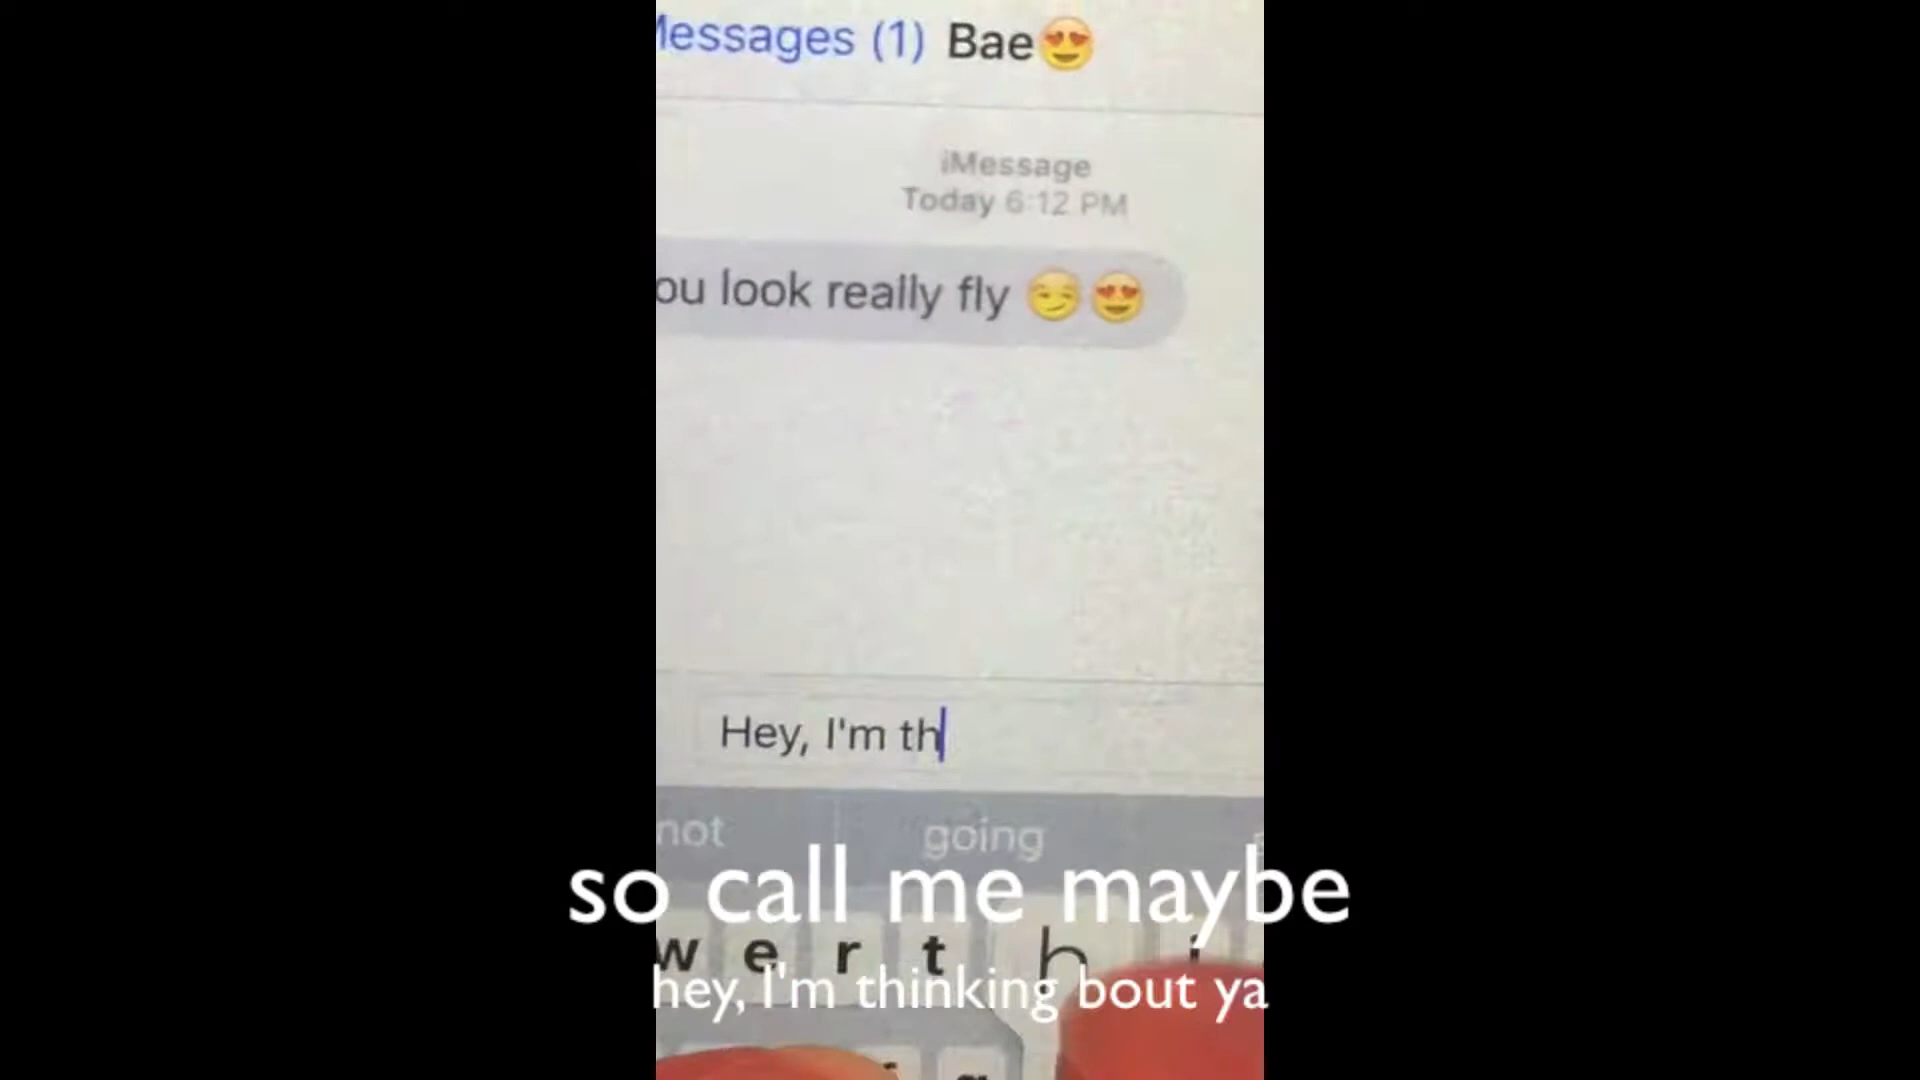 Messages (1) Bae😍
iMessage
Today 6:12 PM
ou look really fly 😏😍
Hey, I'm th
not going
so call me maybe
w e r t h i
hey, I'm thinking bout ya